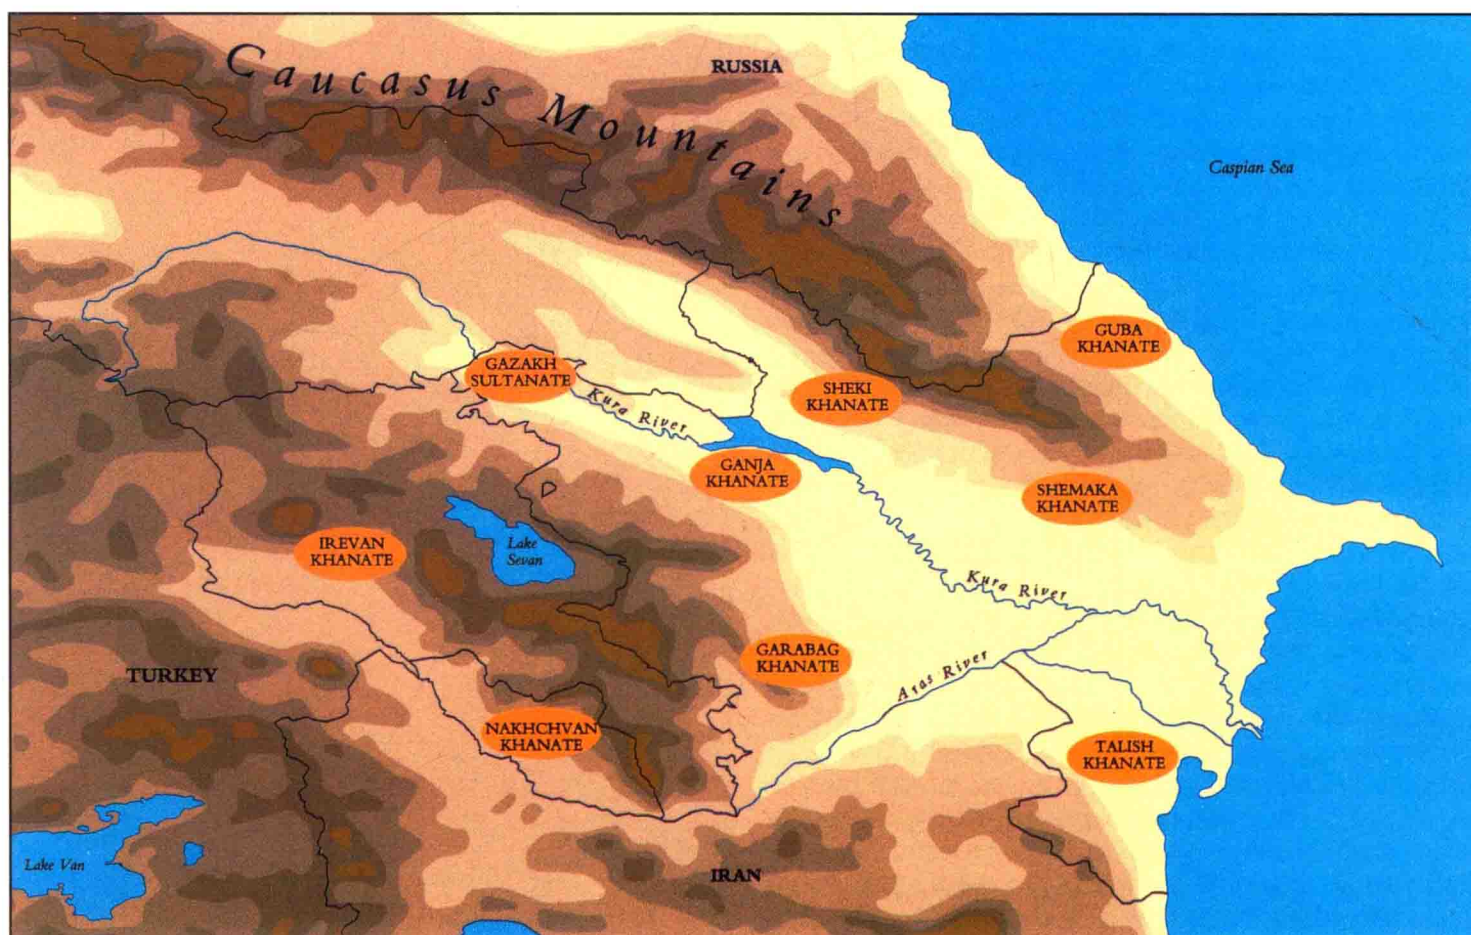 Caucasus Mountains
RUSSIA
Caspian Sea
GUBA
KHANATE
GAZAKH
SULTANATE
SHEKI
KHANATE
Kura River
GANJA
KHANATE
SHEMAKA
KHANATE
IREVAN
KHANATE
Lake
Sevan
Kura River
GARABAG
KHANATE
Aras River
TURKEY
NAKHCHVAN
KHANATE
TALISH
KHANATE
Lake Van
IRAN